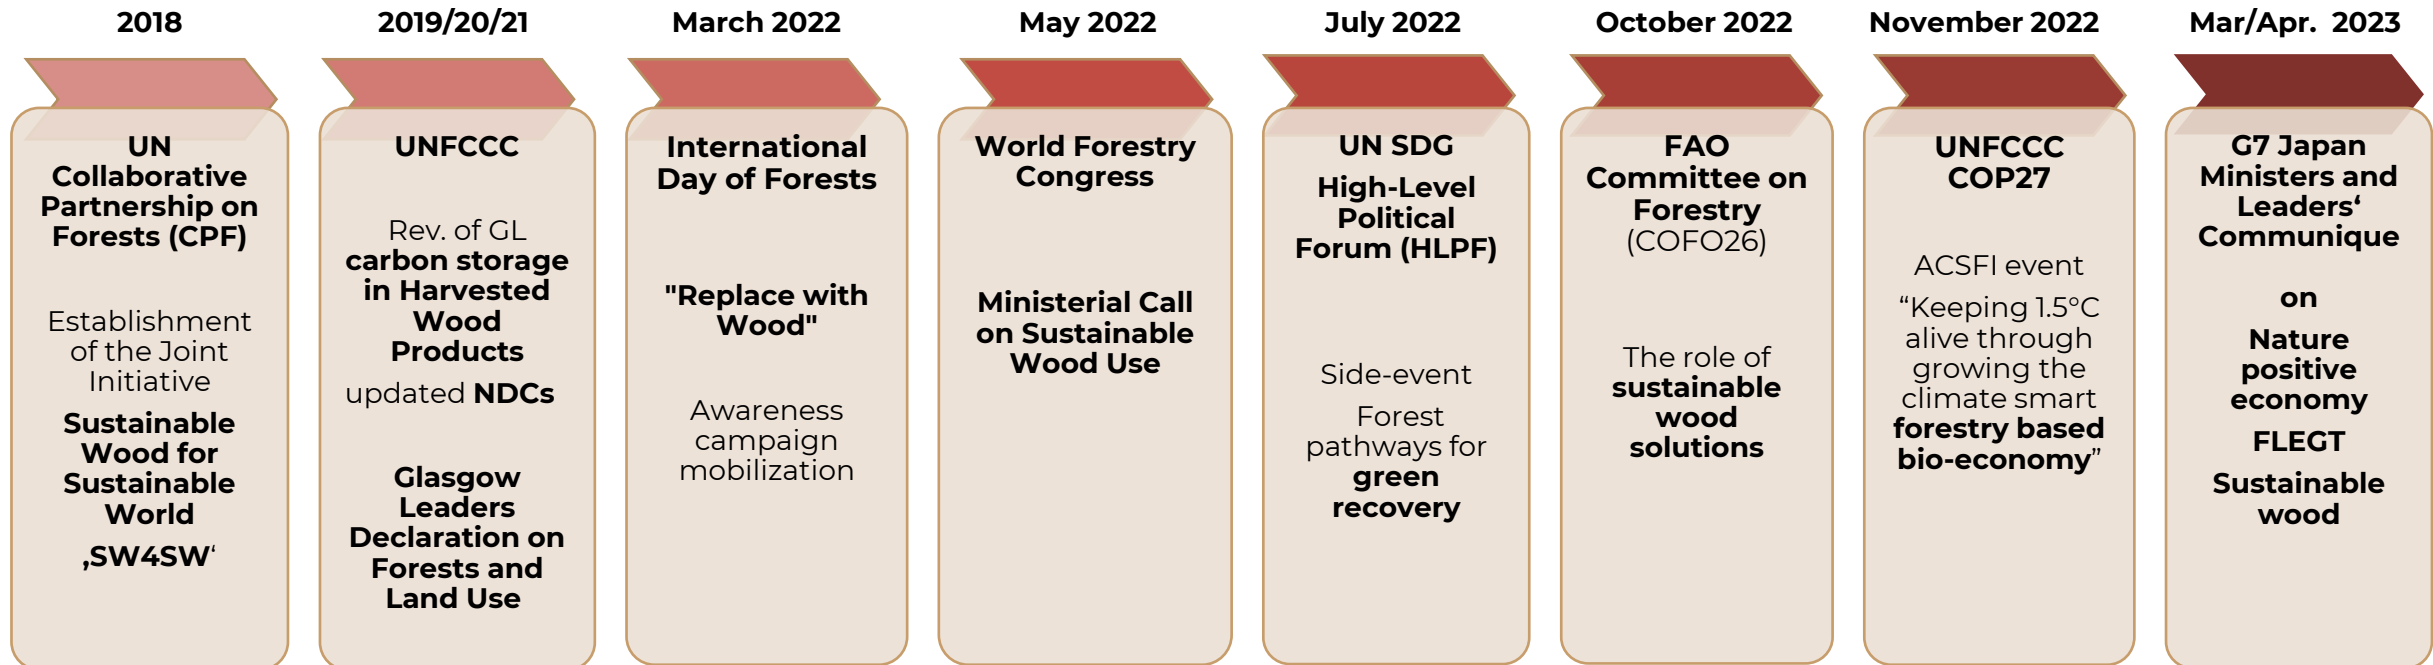 2018
UN
Collaborative
Partnership on
Forests (CPF)
Establishment
of the Joint
Initiative
Sustainable
Wood for
Sustainable
World
‚SW4SW‘
2019/20/21
UNFCCC
Rev. of GL
carbon storage
in Harvested
Wood
Products
updated NDCs
Glasgow
Leaders
Declaration on
Forests and
Land Use
March 2022
International
Day of Forests
"Replace with
Wood"
Awareness
campaign
mobilization
May 2022
World Forestry
Congress
Ministerial Call
on Sustainable
Wood Use
July 2022
UN SDG
High-Level
Political
Forum (HLPF)
Side-event
Forest
pathways for
green
recovery
October 2022
FAO
Committee on
Forestry
(COFO26)
The role of
sustainable
wood
solutions
November 2022
UNFCCC
COP27
ACSFI event
“Keeping 1.5°C
alive through
growing the
climate smart
forestry based
bio-economy”
Mar/Apr. 2023
G7 Japan
Ministers and
Leaders‘
Communique
on
Nature
positive
economy
FLEGT
Sustainable
wood